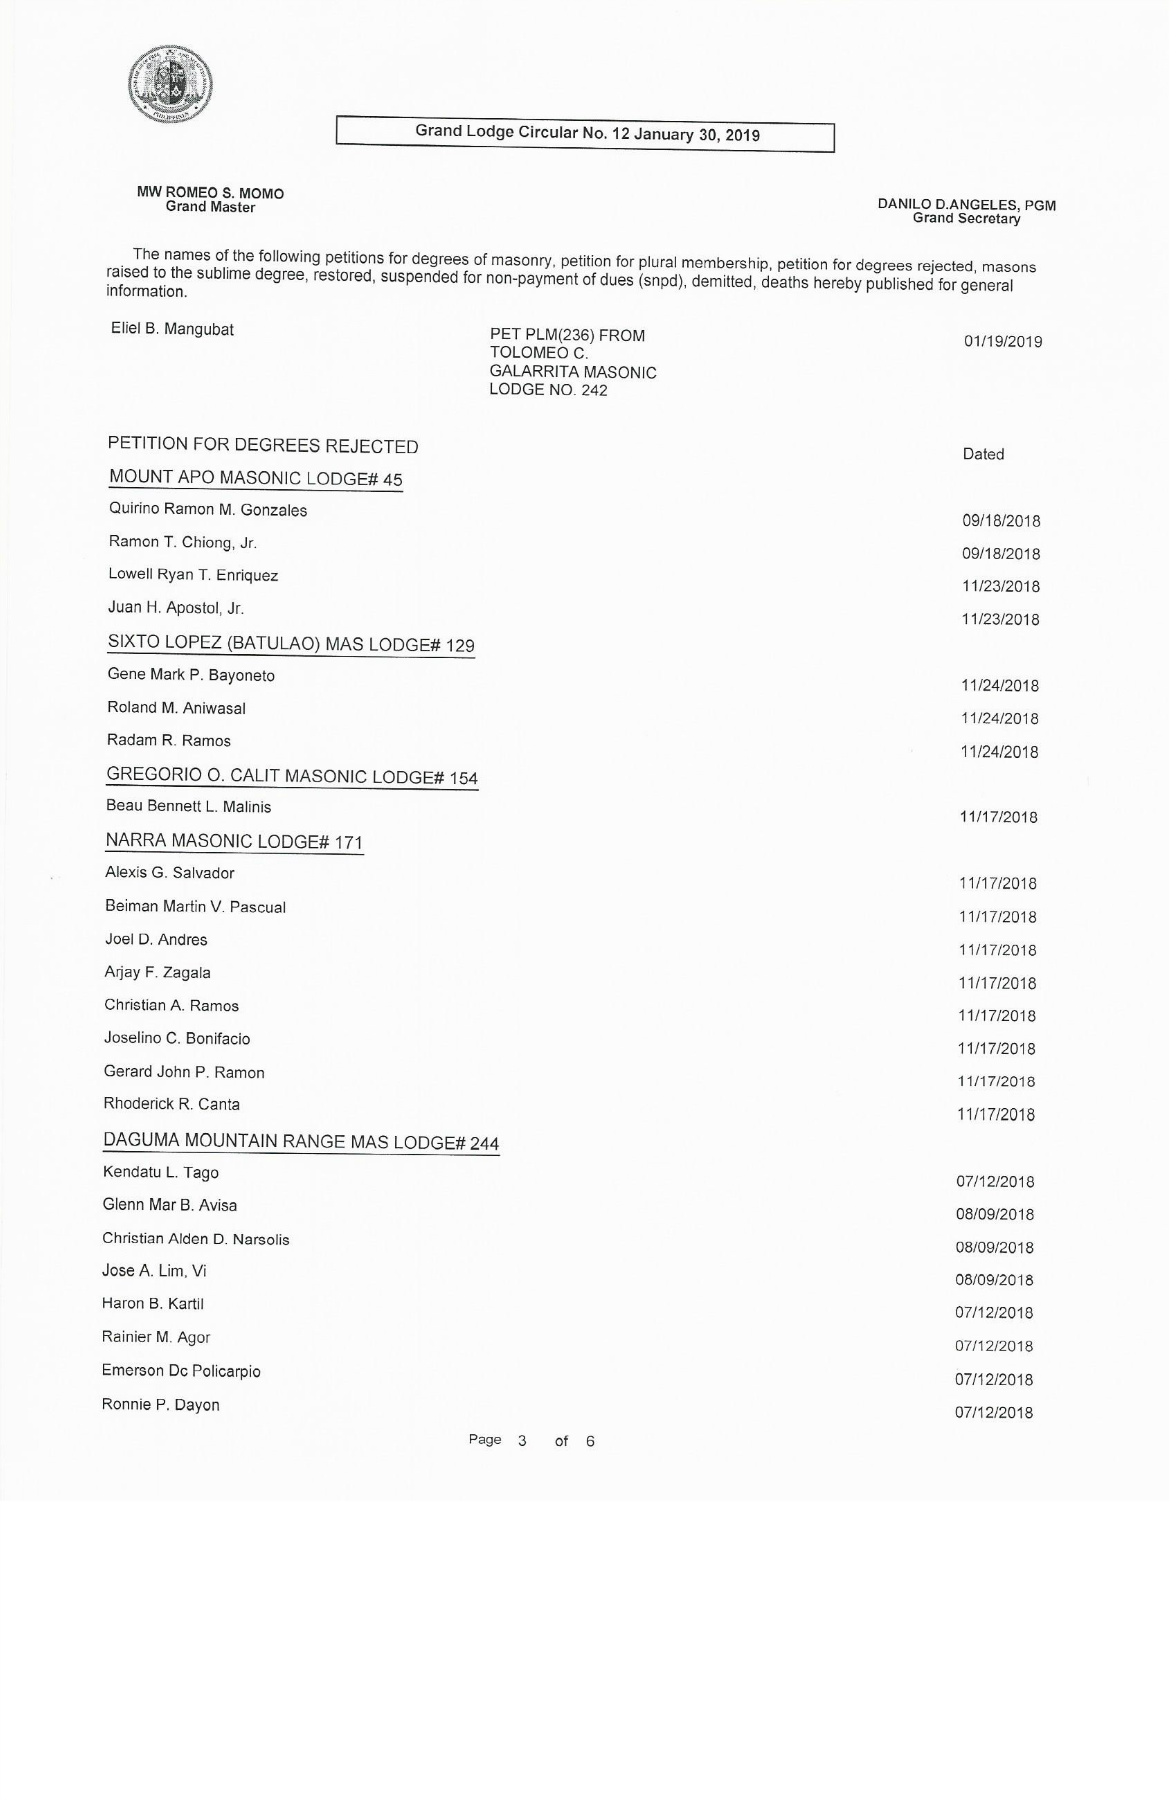 PHILIPPINES
Grand Lodge Circular No. 12 January 30, 2019
MW ROMEO S. MOMO
Grand Master
DANILO D.ANGELES, PGM
Grand Secretary
The names of the following petitions for degrees of masonry, petition for plural membership, petition for degrees rejected, masons
raised to the sublime degree, restored, suspended for non-payment of dues (snpd), demitted, deaths hereby published for general
information.
Eliel B. Mangubat PET PLM(236) FROM 01/19/2019
TOLOMEO C.
GALARRITA MASONIC
LODGE NO. 242
PETITION FOR DEGREES REJECTED Dated
MOUNT APO MASONIC LODGE# 45
Quirino Ramon M. Gonzales 09/18/2018
Ramon T. Chiong, Jr. 09/18/2018
Lowell Ryan T. Enriquez 11/23/2018
Juan H. Apostol, Jr. 11/23/2018
SIXTO LOPEZ (BATULAO) MAS LODGE# 129
Gene Mark P. Bayoneto 11/24/2018
Roland M. Aniwasal 11/24/2018
Radam R. Ramos 11/24/2018
GREGORIO O. CALIT MASONIC LODGE# 154
Beau Bennett L. Malinis 11/17/2018
NARRA MASONIC LODGE# 171
Alexis G. Salvador 11/17/2018
Beiman Martin V. Pascual 11/17/2018
Joel D. Andres 11/17/2018
Arjay F. Zagala 11/17/2018
Christian A. Ramos 11/17/2018
Joselino C. Bonifacio 11/17/2018
Gerard John P. Ramon 11/17/2018
Rhoderick R. Canta 11/17/2018
DAGUMA MOUNTAIN RANGE MAS LODGE# 244
Kendatu L. Tago 07/12/2018
Glenn Mar B. Avisa 08/09/2018
Christian Alden D. Narsolis 08/09/2018
Jose A. Lim, Vi 08/09/2018
Haron B. Kartil 07/12/2018
Rainier M. Agor 07/12/2018
Emerson Dc Policarpio 07/12/2018
Ronnie P. Dayon 07/12/2018
Page 3 of 6